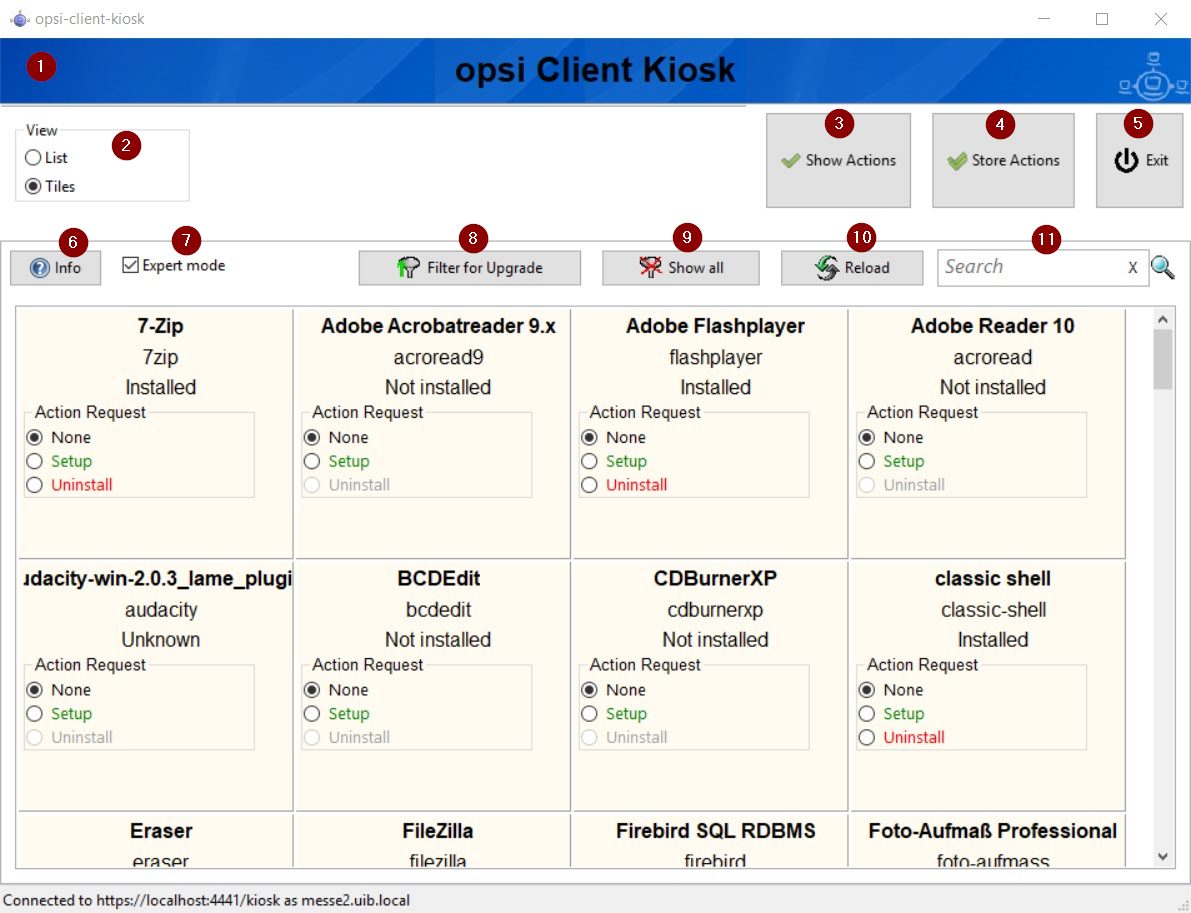 opsi-client-kiosk
1
opsi Client Kiosk
View
2
List
Tiles
3
Show Actions
4
Store Actions
5
Exit
6
Info
7
Expert mode
8
Filter for Upgrade
9
Show all
10
Reload
11
Search
X
7-Zip
7zip
Installed
Action Request
None
Setup
Uninstall
Adobe Acrobatreader 9.x
acroread9
Not installed
Action Request
None
Setup
Uninstall
Adobe Flashplayer
flashplayer
Installed
Action Request
None
Setup
Uninstall
Adobe Reader 10
acroread
Not installed
Action Request
None
Setup
Uninstall
udacity-win-2.0.3_lame_plugi
audacity
Unknown
Action Request
None
Setup
Uninstall
BCDEdit
bcdedit
Not installed
Action Request
None
Setup
Uninstall
CDBurnerXP
cdburnerxp
Not installed
Action Request
None
Setup
Uninstall
classic shell
classic-shell
Installed
Action Request
None
Setup
Uninstall
Eraser
eraser
FileZilla
filezilla
Firebird SQL RDBMS
firebird
Foto-Aufmaß Professional
foto-aufmass
Connected to https://localhost:4441/kiosk as messe2.uib.local